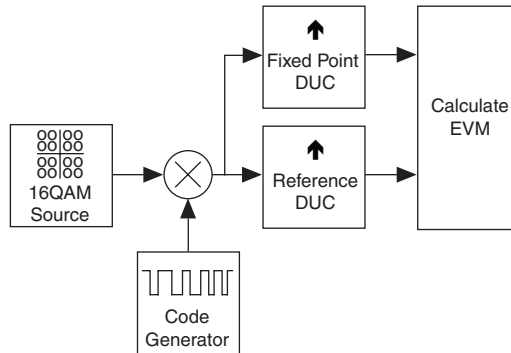 Fixed Point
DUC
Calculate
EVM
16QAM
Source
Reference
DUC
Code
Generator